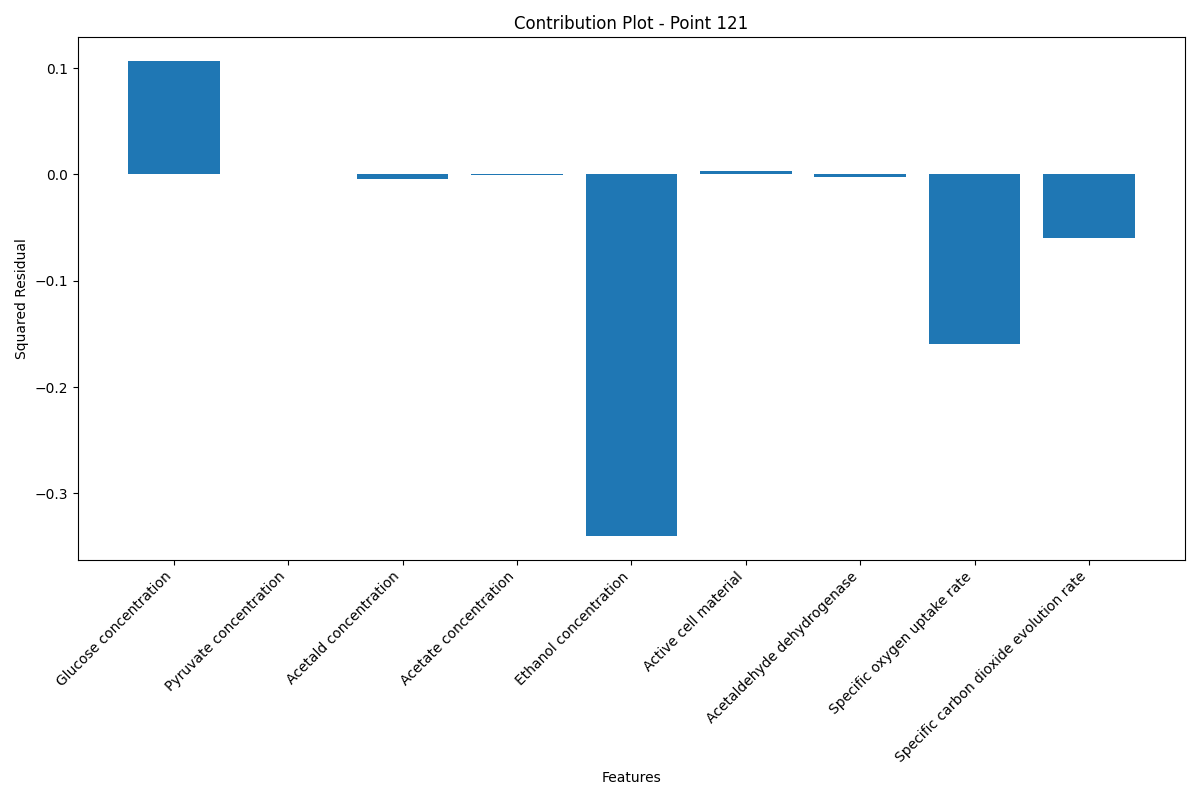 Contribution Plot - Point 121
Squared Residual
0.1
0.0
−0.1
−0.2
−0.3
Glucose concentration
Pyruvate concentration
Acetald concentration
Acetate concentration
Ethanol concentration
Active cell material
Acetaldehyde dehydrogenase
Specific oxygen uptake rate
Specific carbon dioxide evolution rate
Features